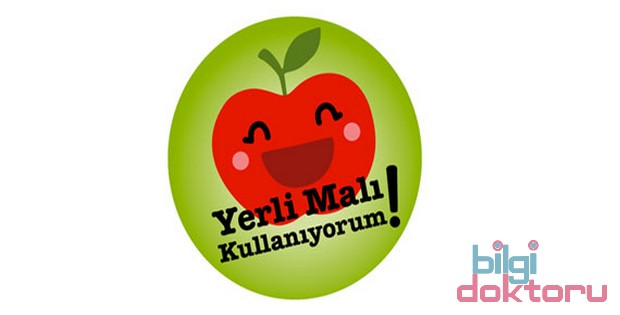 Yerli Malı
Kullanıyorum!
bilgi
doktoru